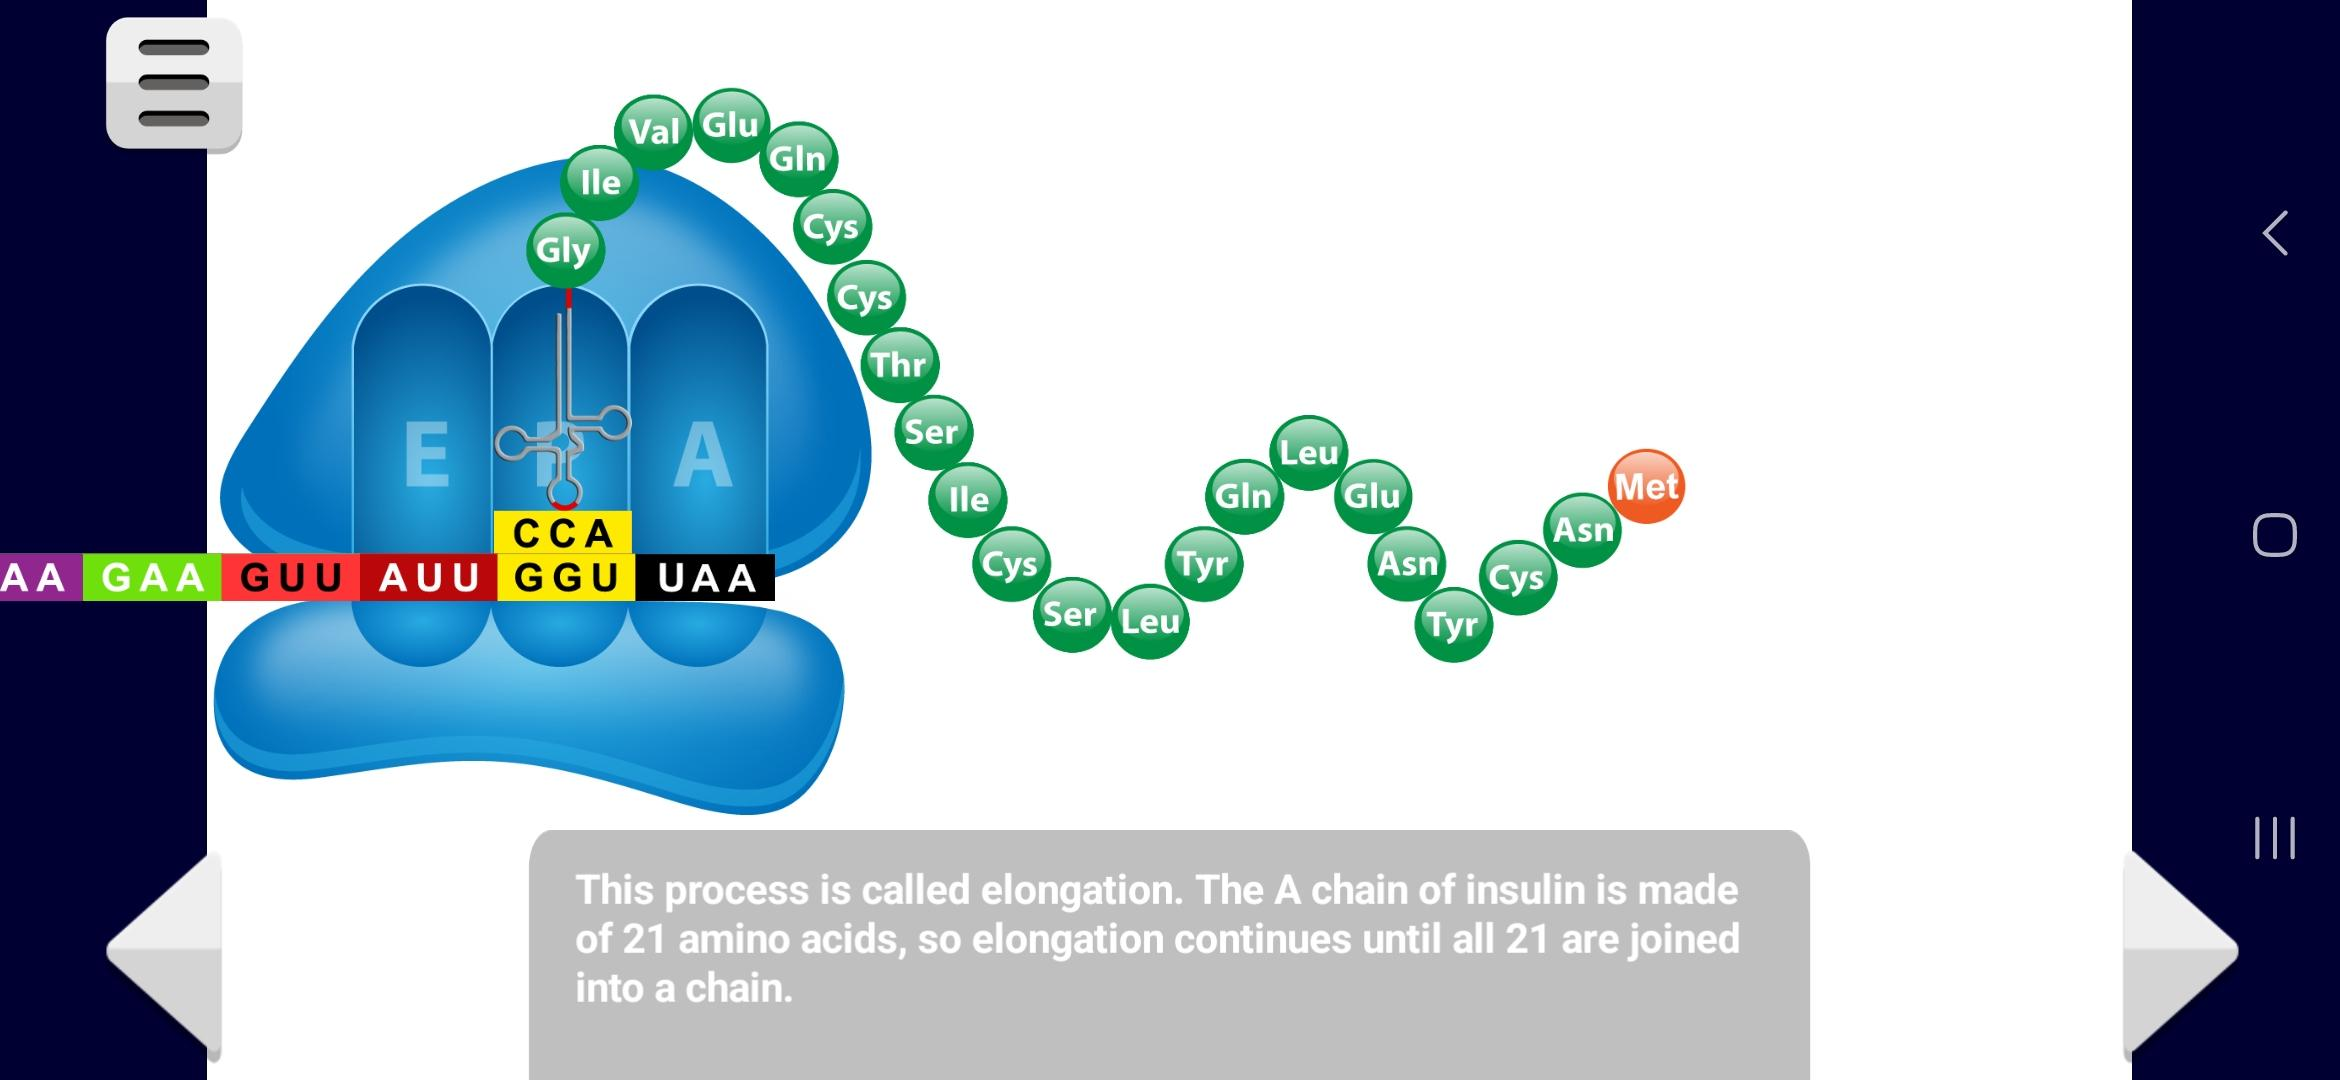 Val
Glu
Gln
Ile
Cys
Gly
Cys
Thr
Ser
Ile
Cys
Ser
Leu
Tyr
Gln
Leu
Glu
Asn
Tyr
Cys
Asn
Met
E
P
A
CCA
AA GAA GUU AUU GGU UAA
This process is called elongation. The A chain of insulin is made
of 21 amino acids, so elongation continues until all 21 are joined
into a chain.